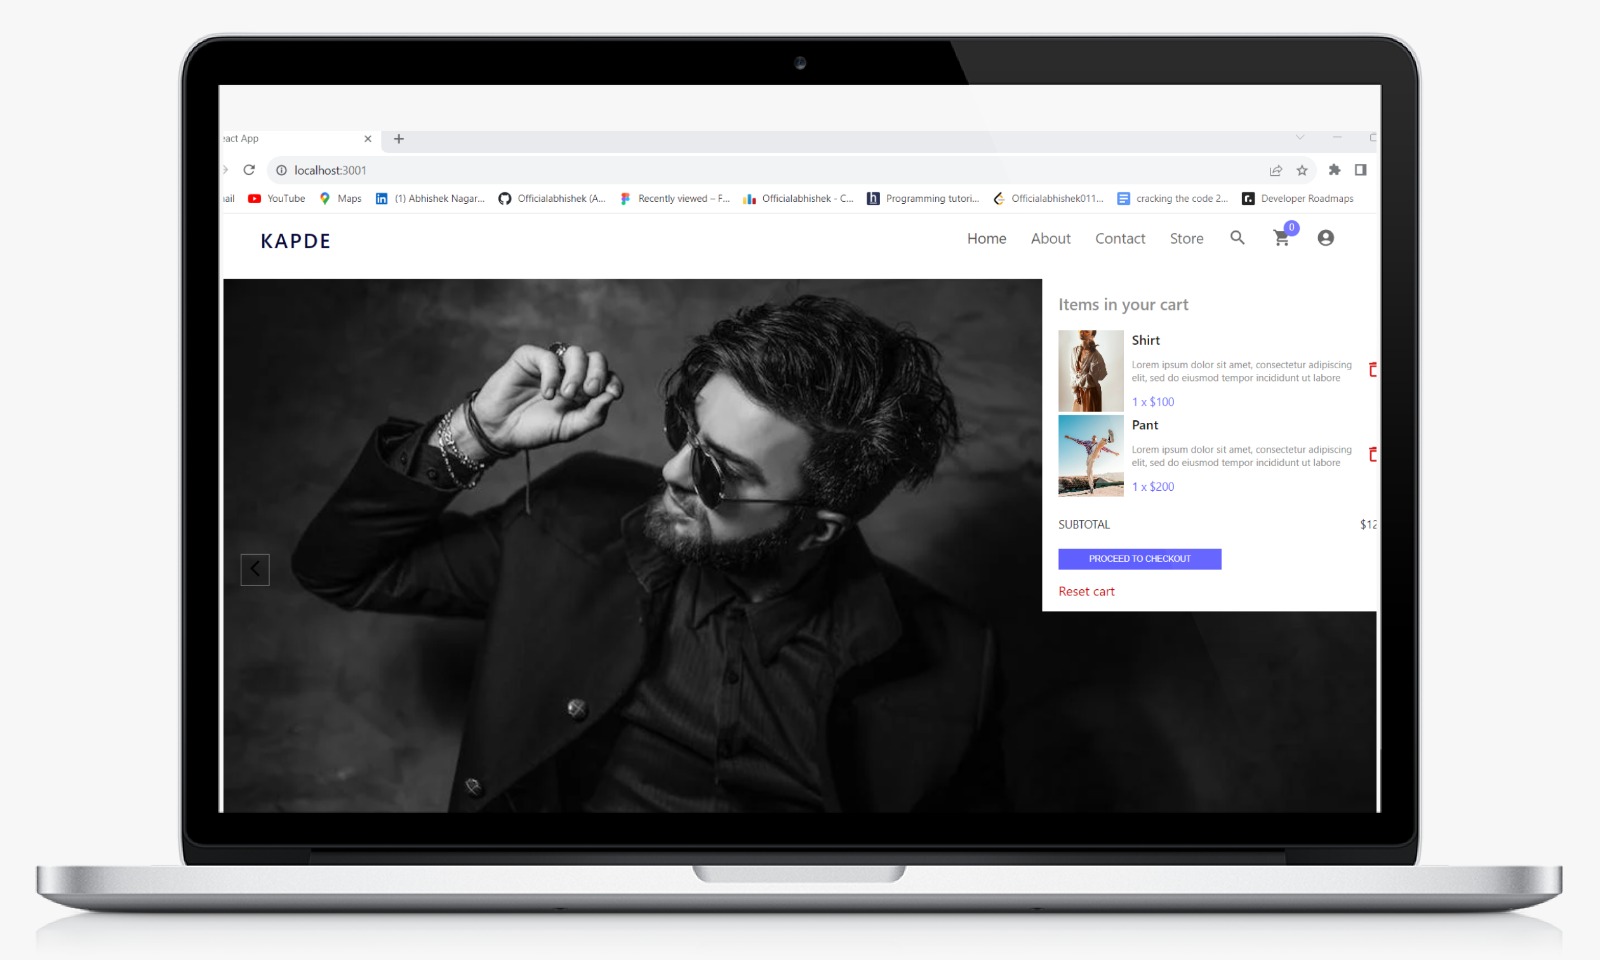 eact App
localhost:3001
ail YouTube Maps (1) Abhishek Nagar... Officialabhishek (A... Recently viewed – F... Officialabhishek - C... Programming tutori... Officialabhishek011... cracking the code 2... Developer Roadmaps
KAPDE Home About Contact Store 0
Items in your cart
Shirt
Lorem ipsum dolor sit amet, consectetur adipiscing
elit, sed do eiusmod tempor incididunt ut labore
1 x $100
Pant
Lorem ipsum dolor sit amet, consectetur adipiscing
elit, sed do eiusmod tempor incididunt ut labore
1 x $200
SUBTOTAL $12
PROCEED TO CHECKOUT
Reset cart